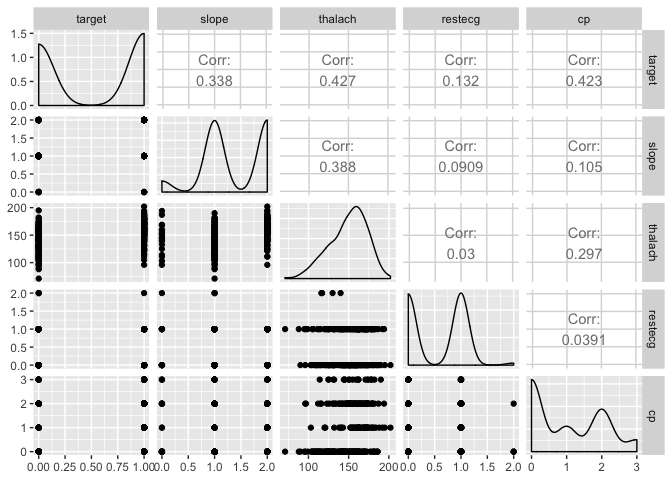 target slope thalach restecg cp
1.5
1.0
0.5
0.0
Corr:
0.338
Corr:
0.427
Corr:
0.132
Corr:
0.423
target
2.0
1.5
1.0
0.5
0.0
Corr:
0.388
Corr:
0.0909
Corr:
0.105
slope
200
150
100
Corr:
0.03
Corr:
0.297
thalach
2.0
1.5
1.0
0.5
0.0
Corr:
0.0391
restecg
3
2
1
0
cp
0.00 0.25 0.50 0.75 1.00 0.0 0.5 1.0 1.5 2.0 100 150 200 0.0 0.5 1.0 1.5 2.0 0 1 2 3